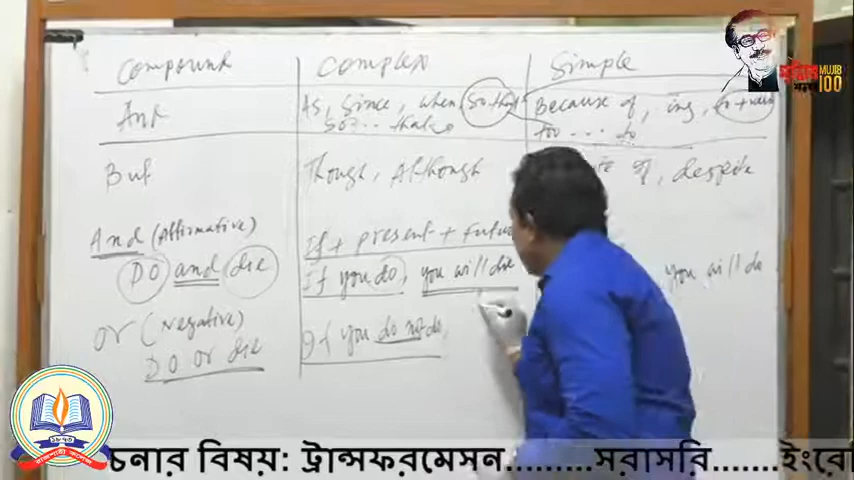 Compound
Complex
Simple
And
As, Since, when So that
So... that
Because of, ing, to + verb
too ... to
But
Though, Although
of, despite
And (Affirmative)
DO and die
If + present + Futu
If you do, you will die
you will do
or (Negative)
DO or die
If you do not do,
মুজিব
MUJIB
100
চনার বিষয়: ট্রান্সফরমেসন..........সরাসরি.......ইংরে